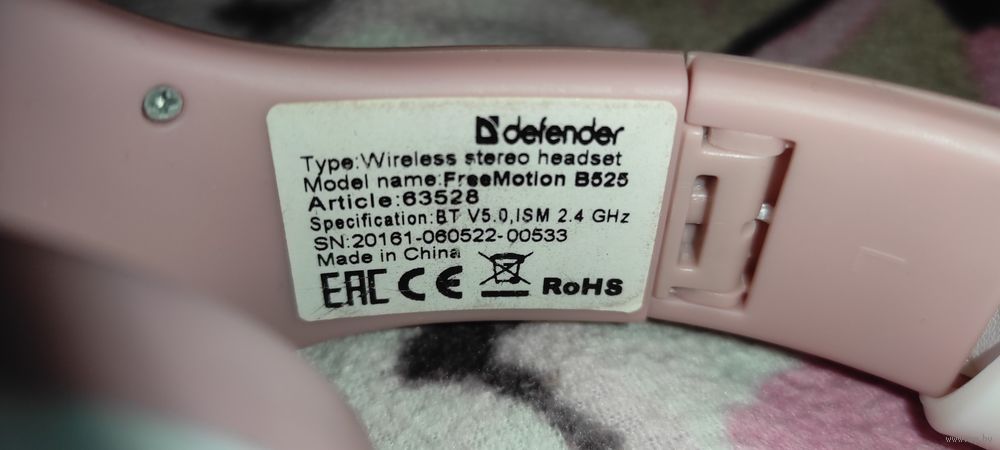 defender
Type:Wireless stereo headset
Model name:FreeMotion B525
Article:63528
Specification:BT V5.0,ISM 2.4 GHz
SN:20161-060522-00533
Made in China
EAC CE RoHS